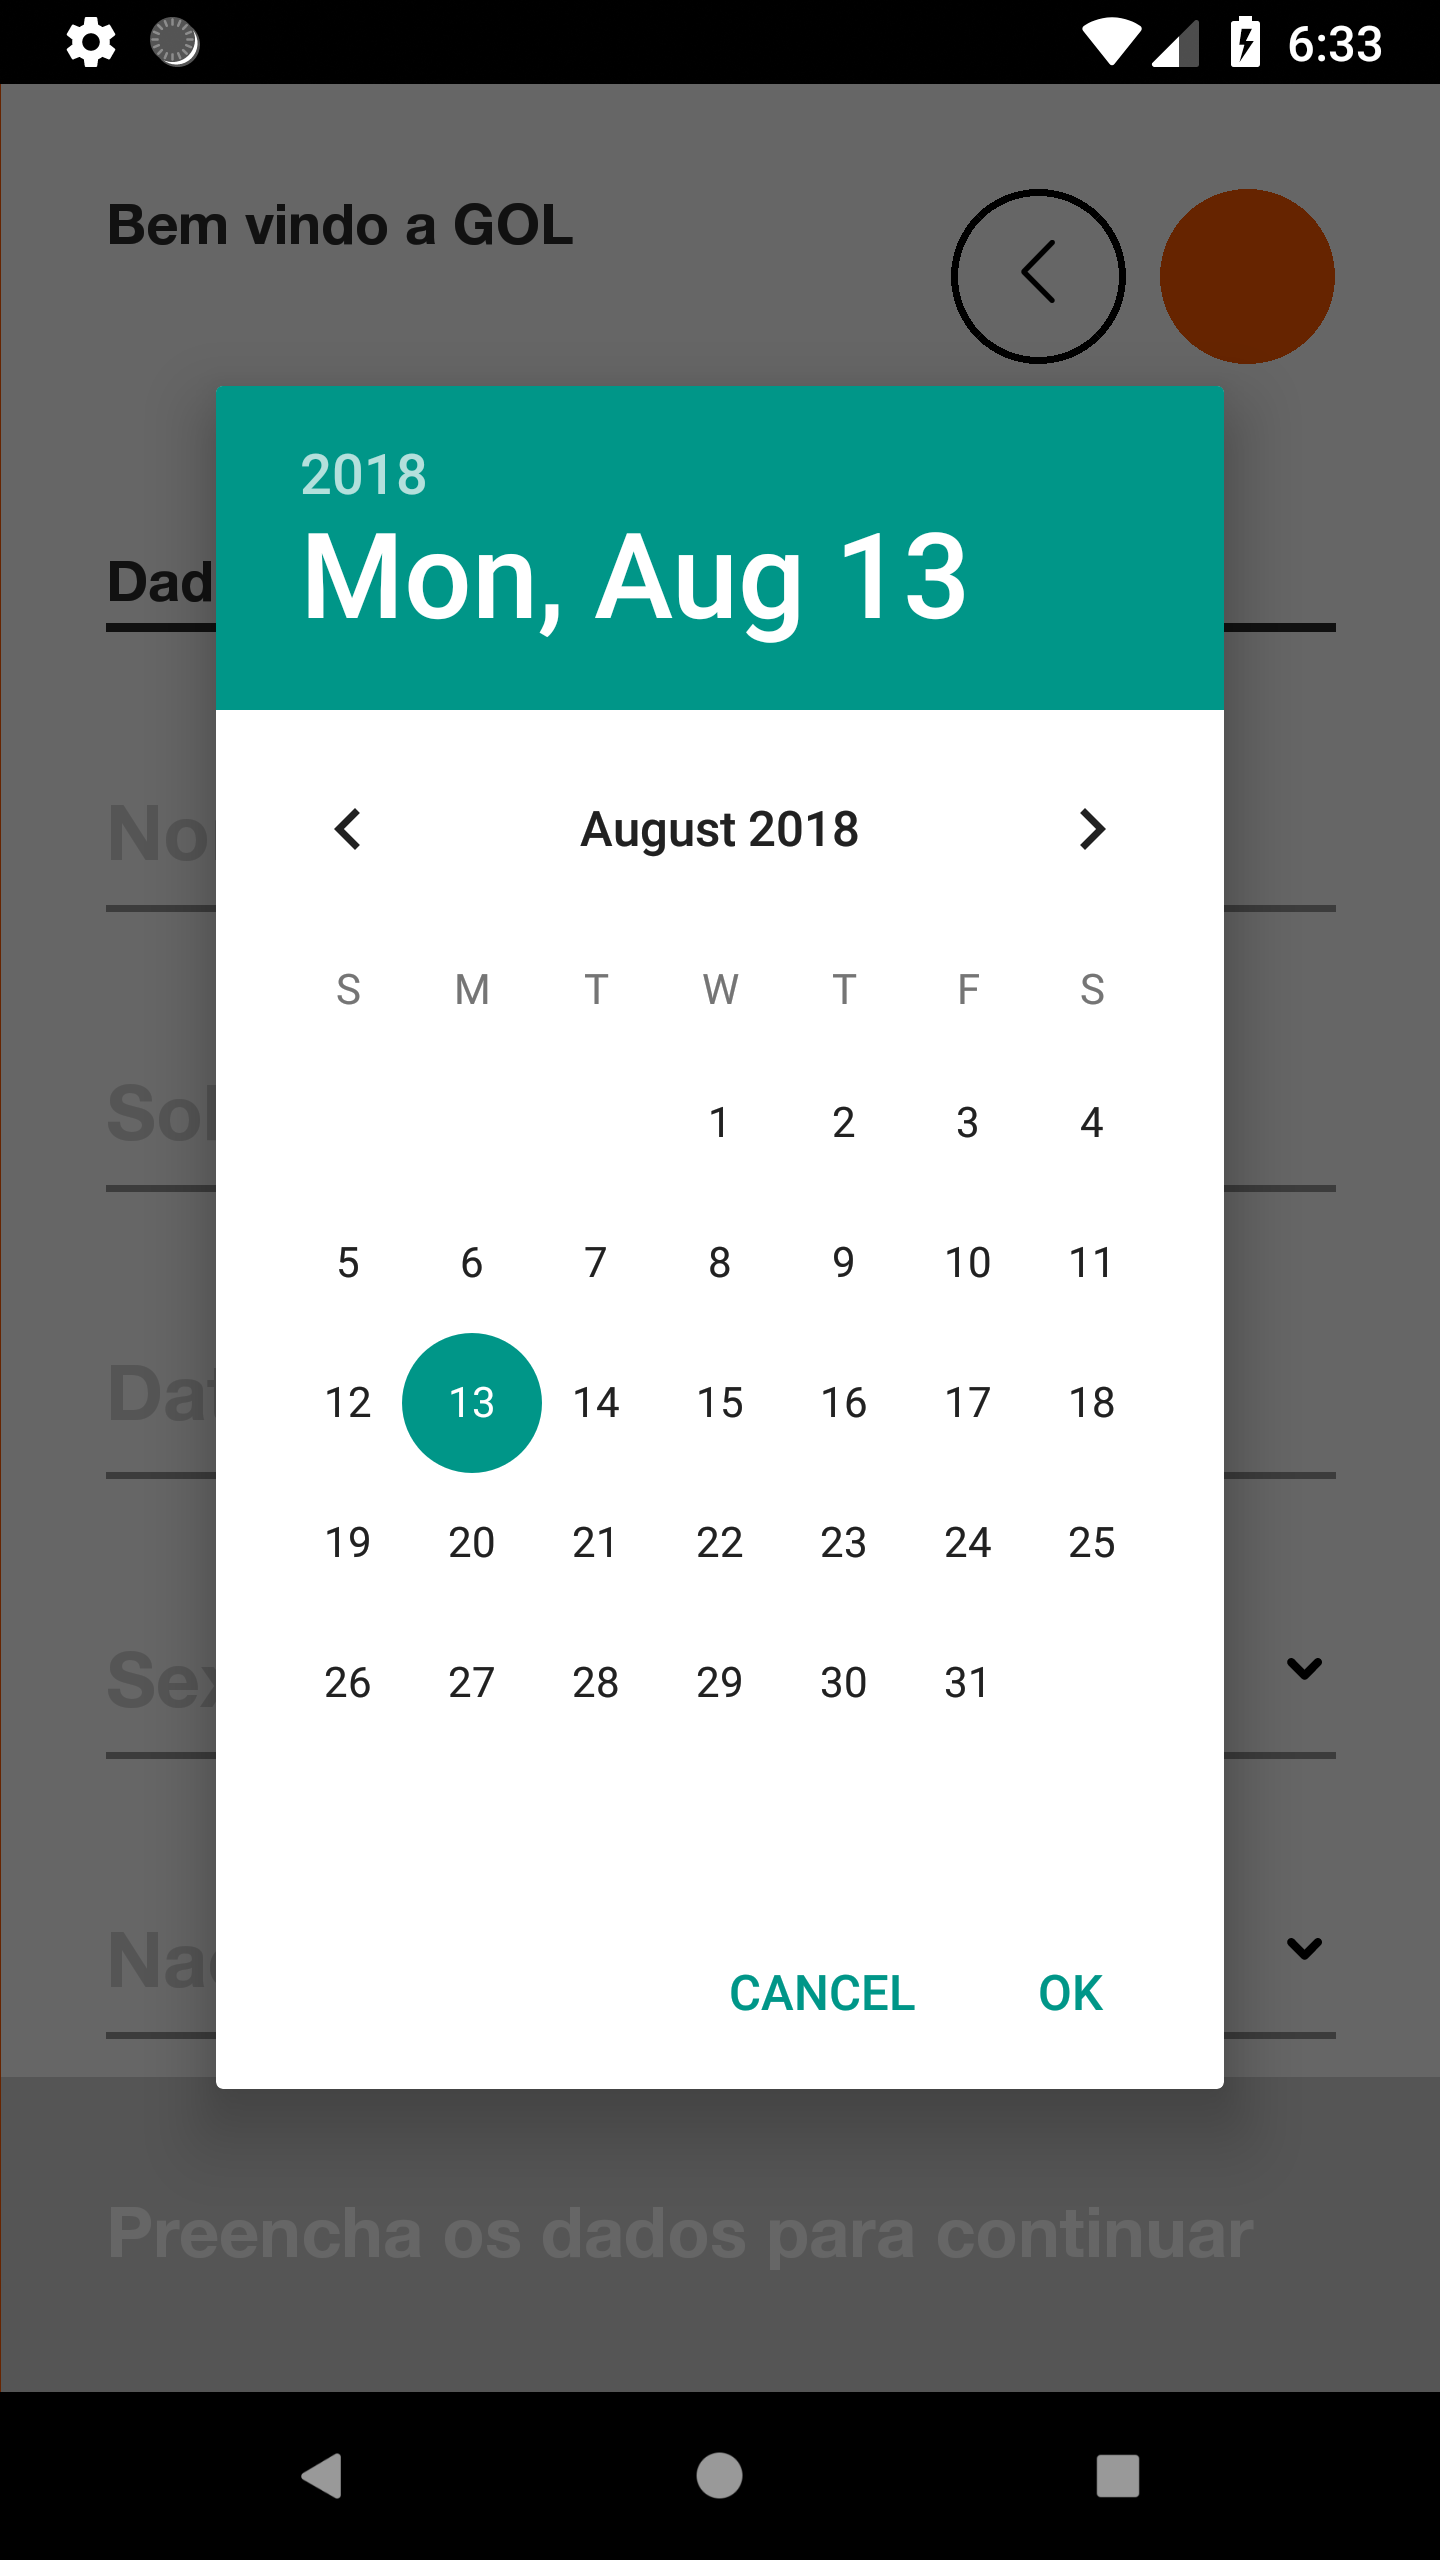 6:33
Bem vindo a GOL
2018
Mon, Aug 13
August 2018
S M T W T F S
1 2 3 4
5 6 7 8 9 10 11
12 13 14 15 16 17 18
19 20 21 22 23 24 25
26 27 28 29 30 31
CANCEL OK
Preencha os dados para continuar